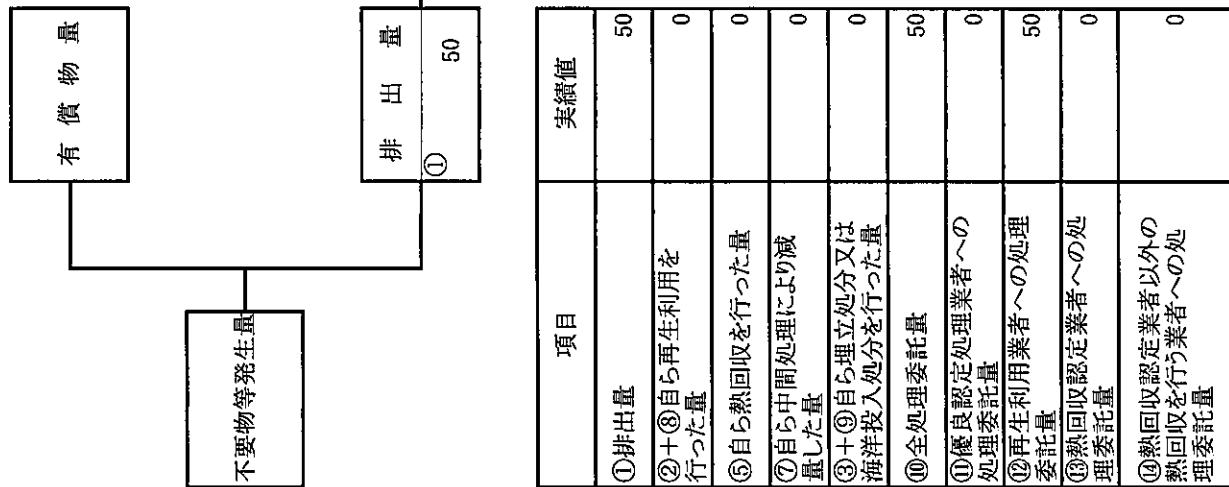 有償物量
不要物等発生量
排出量
①
50
項目 実績値
①排出量 50
②+⑧自ら再生利用を
行った量 0
⑤自ら熱回収を行った量 0
⑦自ら中間処理により減
量した量 0
③+⑨自ら埋立処分又は
海洋投入処分を行った量 0
⑩全処理委託量 50
⑪優良認定処理業者への
処理委託量 0
⑫再生利用業者への処理
委託量 50
⑬熱回収認定業者への処
理委託量 0
⑭熱回収認定業者以外の
熱回収を行う業者への処
理委託量 0